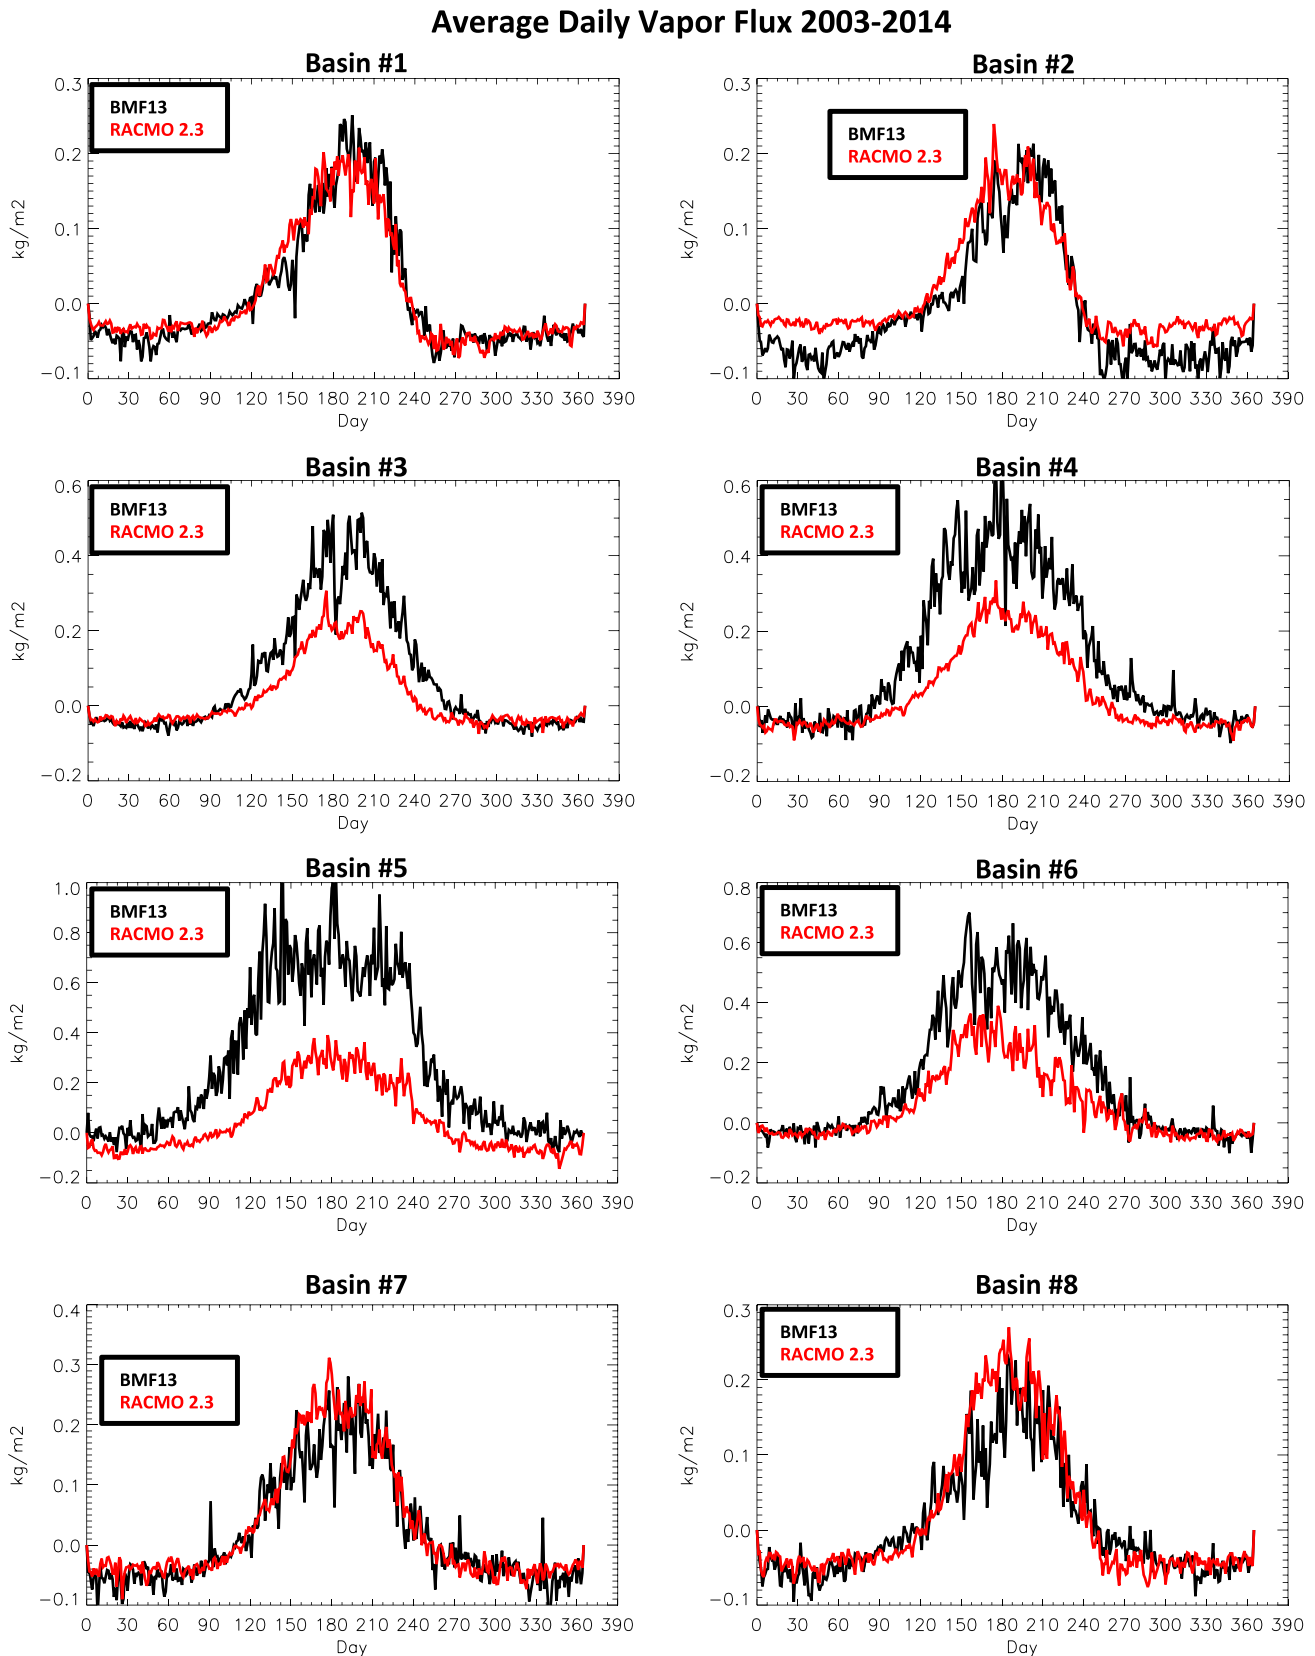 Average Daily Vapor Flux 2003-2014
Basin #1
0.3
0.2
0.1
0.0
−0.1
kg/m2
BMF13
RACMO 2.3
0 30 60 90 120 150 180 210 240 270 300 330 360 390
Day
Basin #2
0.3
0.2
0.1
0.0
−0.1
kg/m2
BMF13
RACMO 2.3
0 30 60 90 120 150 180 210 240 270 300 330 360 390
Day
Basin #3
0.6
0.4
0.2
0.0
−0.2
kg/m2
BMF13
RACMO 2.3
0 30 60 90 120 150 180 210 240 270 300 330 360 390
Day
Basin #4
0.6
0.4
0.2
0.0
−0.2
kg/m2
BMF13
RACMO 2.3
0 30 60 90 120 150 180 210 240 270 300 330 360 390
Day
Basin #5
1.0
0.8
0.6
0.4
0.2
0.0
−0.2
kg/m2
BMF13
RACMO 2.3
0 30 60 90 120 150 180 210 240 270 300 330 360 390
Day
Basin #6
0.8
0.6
0.4
0.2
0.0
−0.2
kg/m2
BMF13
RACMO 2.3
0 30 60 90 120 150 180 210 240 270 300 330 360 390
Day
Basin #7
0.4
0.3
0.2
0.1
0.0
−0.1
kg/m2
BMF13
RACMO 2.3
0 30 60 90 120 150 180 210 240 270 300 330 360 390
Day
Basin #8
0.3
0.2
0.1
0.0
−0.1
kg/m2
BMF13
RACMO 2.3
0 30 60 90 120 150 180 210 240 270 300 330 360 390
Day